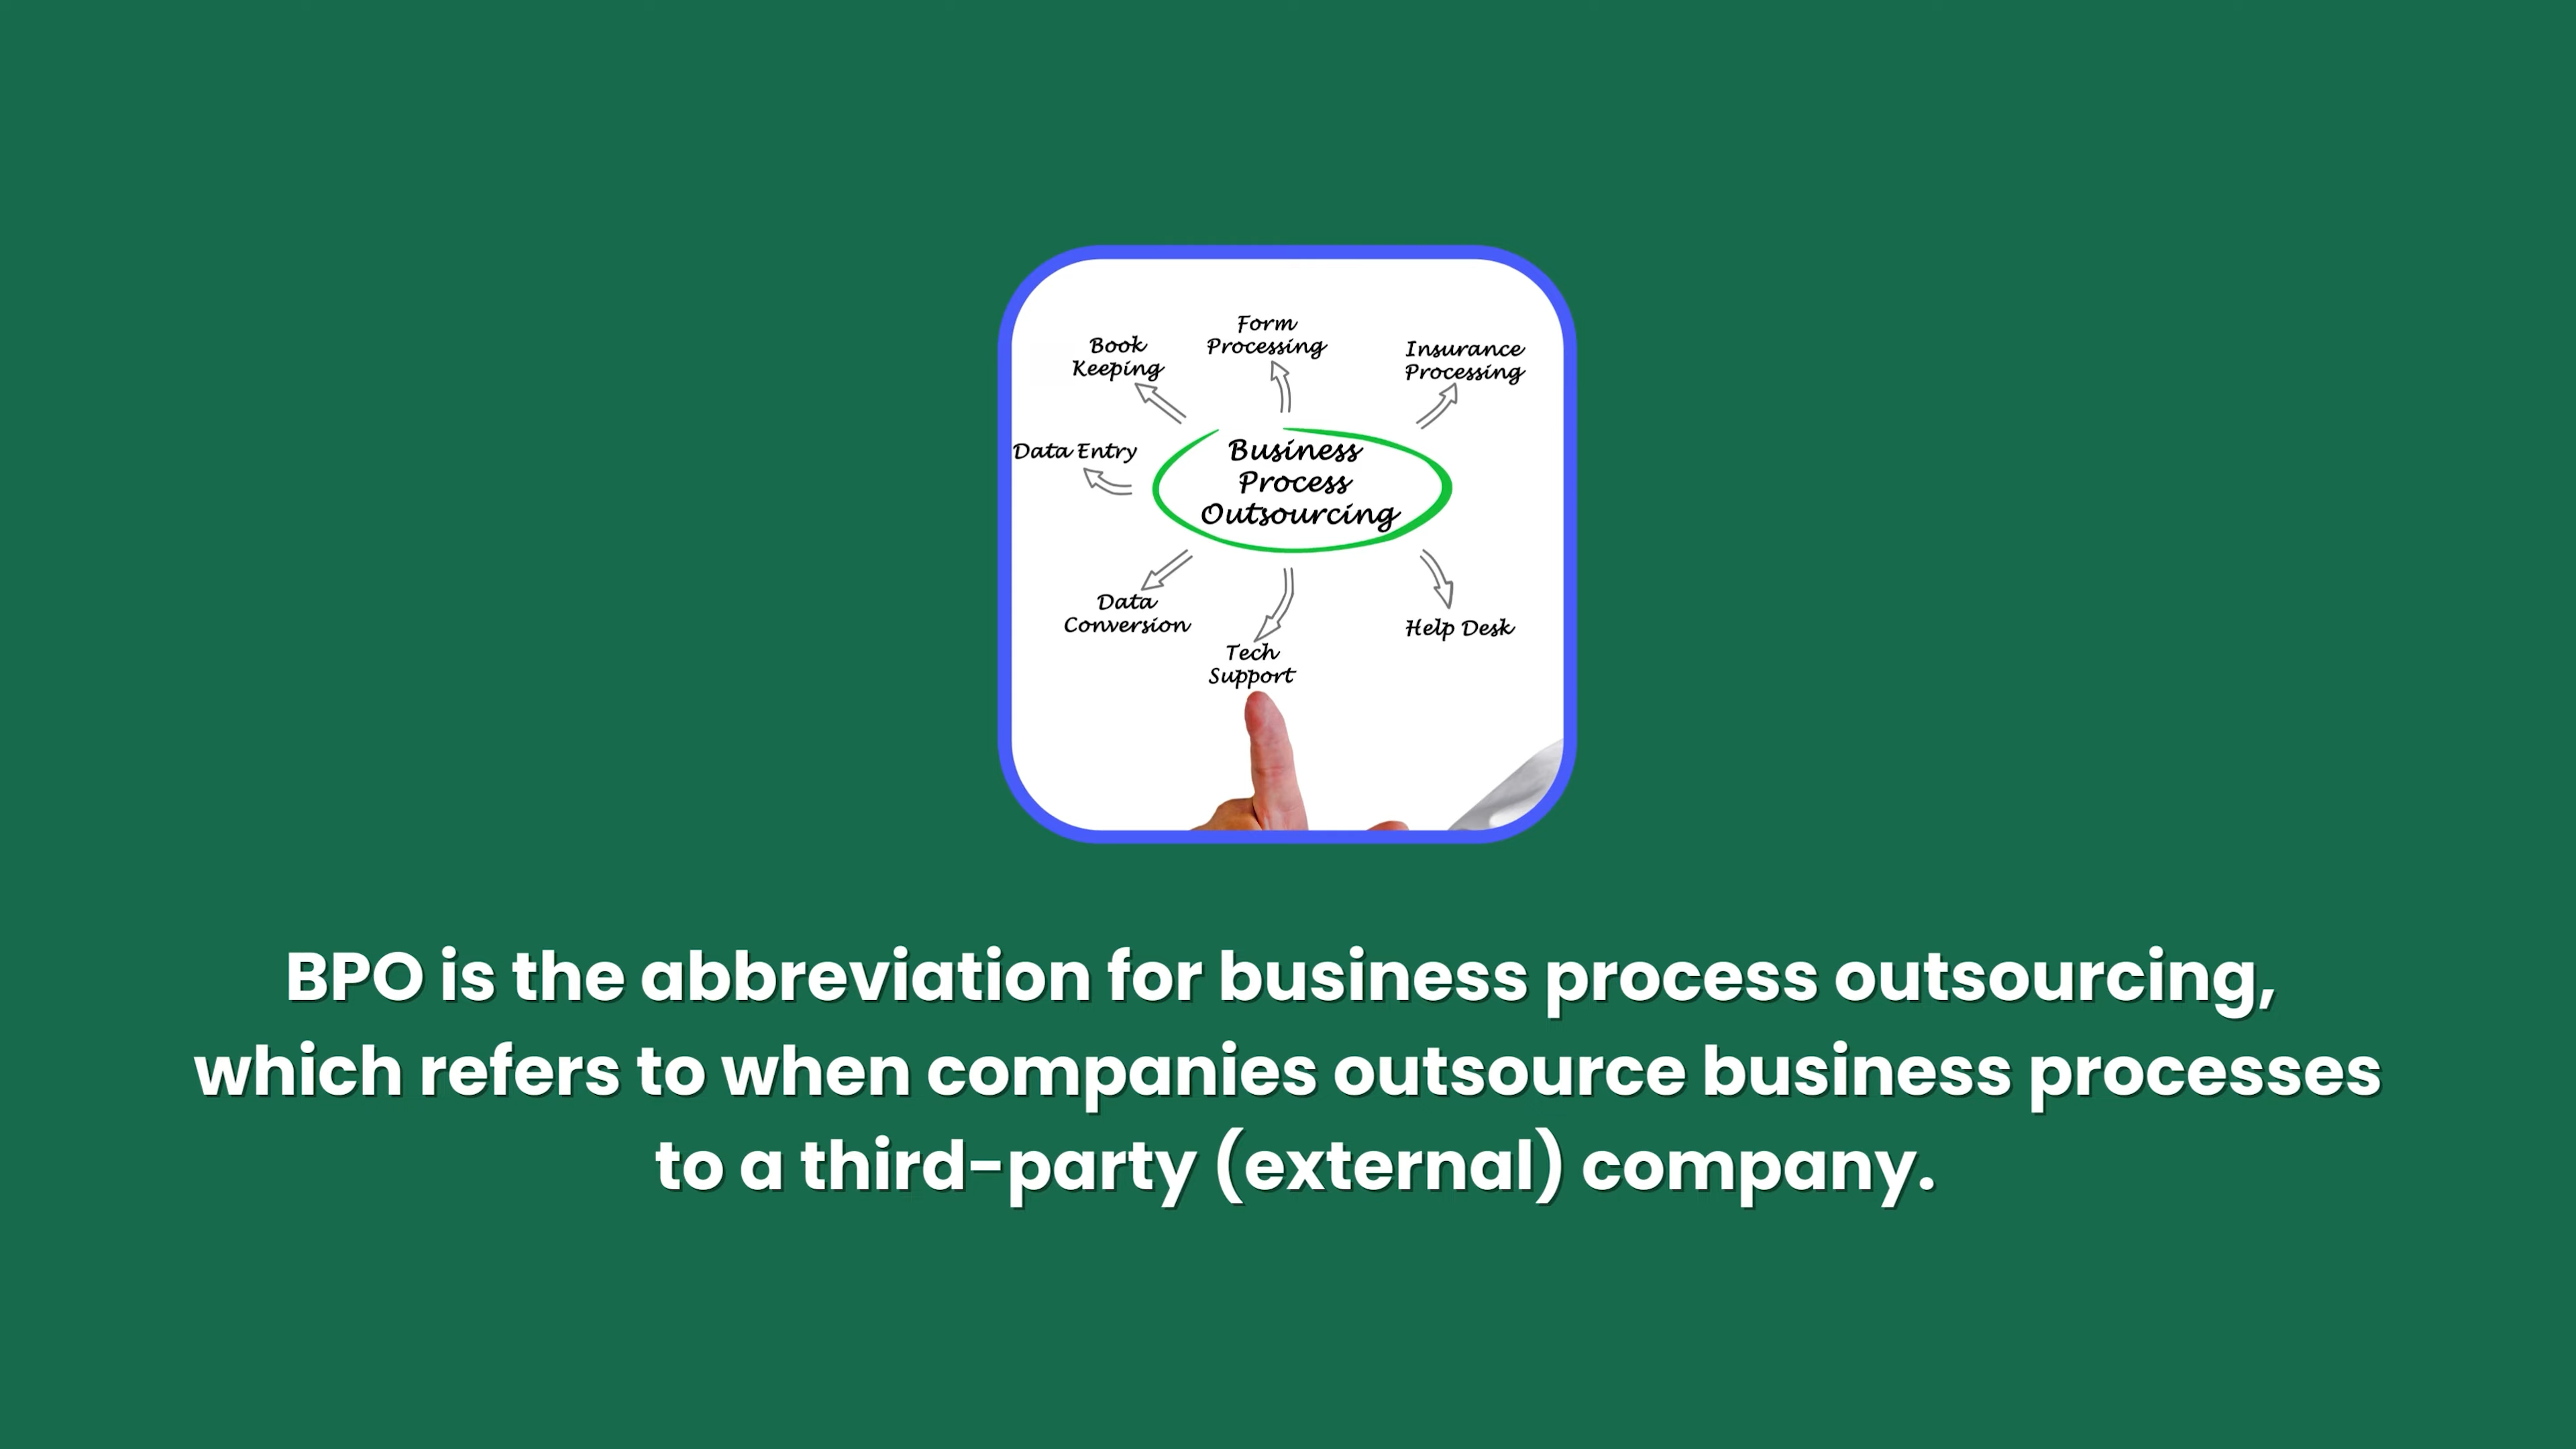 Form
Processing
Book
Keeping
Insurance
Processing
Data Entry
Business
Process
Outsourcing
Data
Conversion
Tech
Support
Help Desk
BPO is the abbreviation for business process outsourcing,
which refers to when companies outsource business processes
to a third-party (external) company.